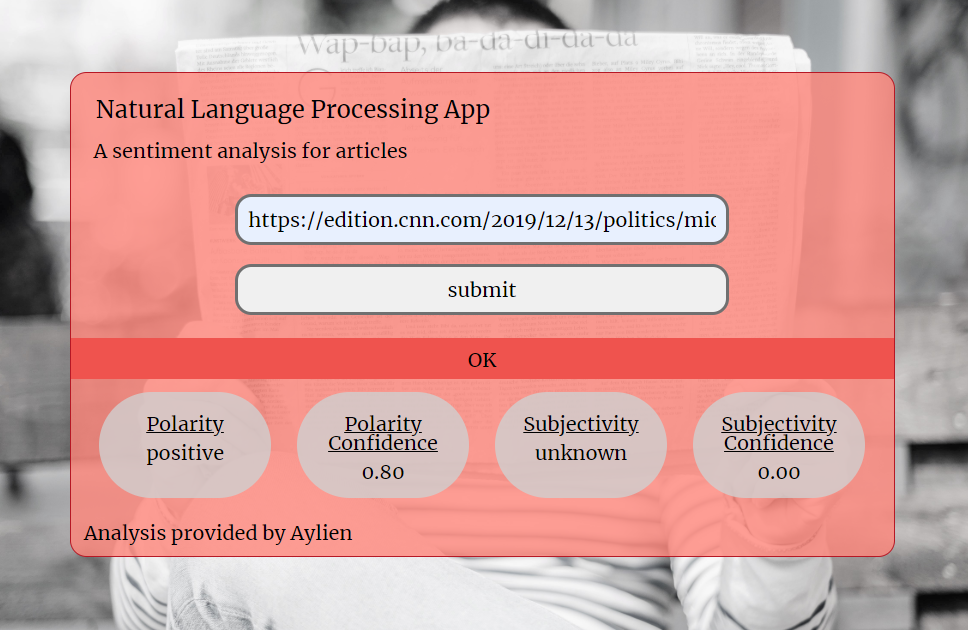 Wap-bap, ba-da-di-da-da
Natural Language Processing App
A sentiment analysis for articles
https://edition.cnn.com/2019/12/13/politics/mic
submit
OK
Polarity
positive
Polarity
Confidence
0.80
Subjectivity
unknown
Subjectivity
Confidence
0.00
Analysis provided by Aylien